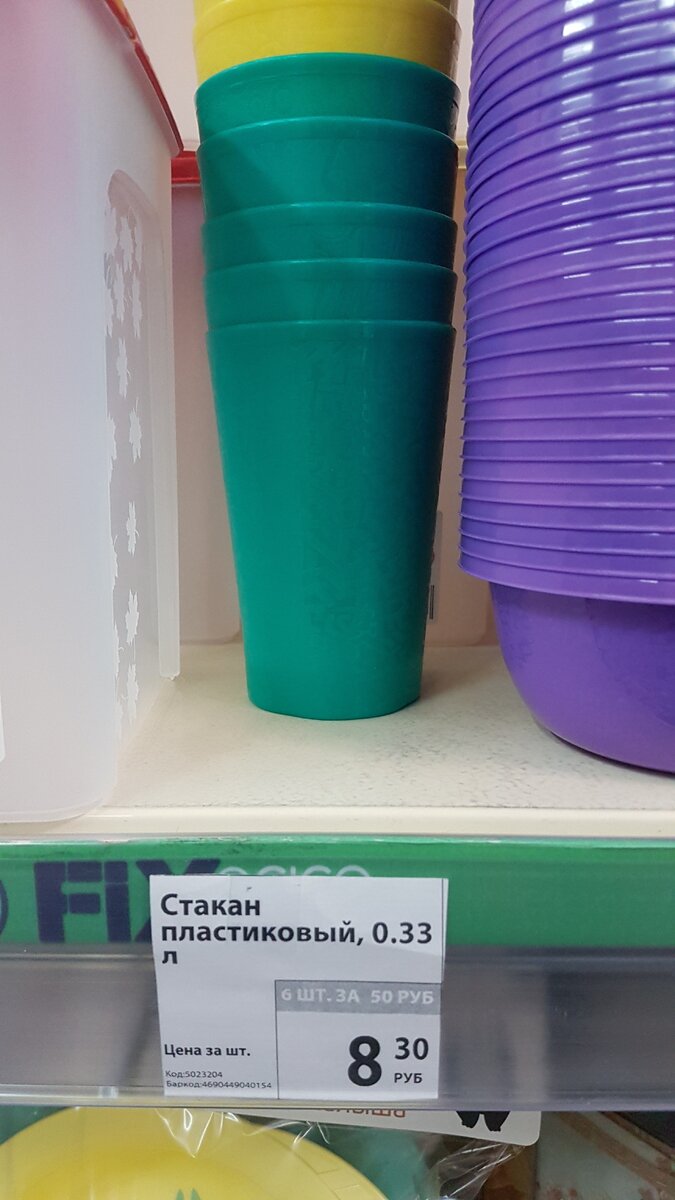 FIX
Стакан
пластиковый, 0.33
л
6 ШТ. ЗА 50 РУБ
Цена за шт.
8 30
РУБ
Код:5023204
Баркод:4690449040154